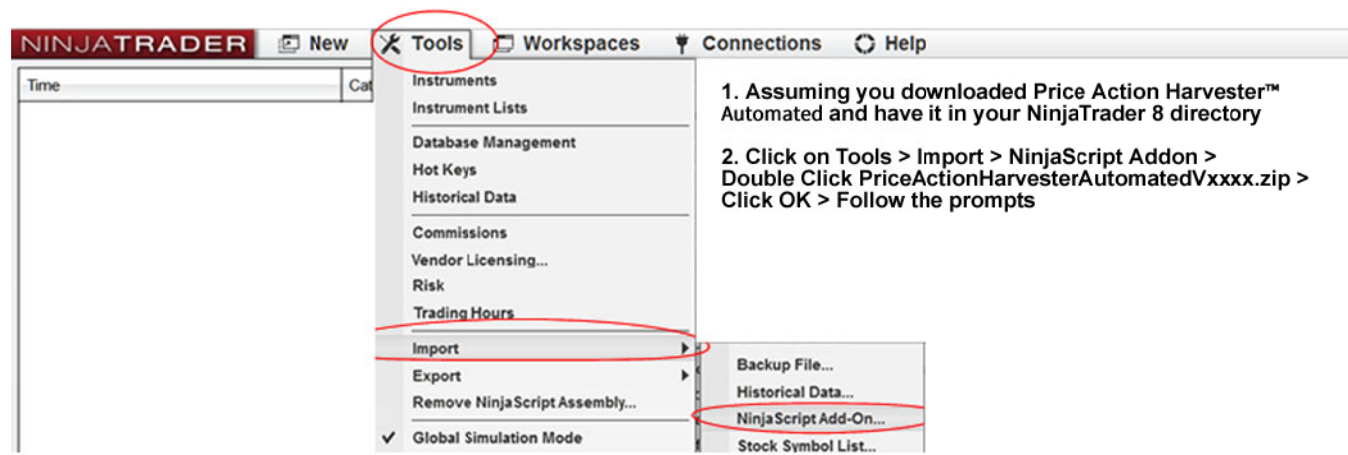 NINJATRADER New Tools Workspaces Connections Help
Time Cat
Instruments
Instrument Lists
Database Management
Hot Keys
Historical Data
Commissions
Vendor Licensing...
Risk
Trading Hours
Import
Export
Remove NinjaScript Assembly...
Global Simulation Mode
Backup File...
Historical Data...
NinjaScript Add-On...
Stock Symbol List...
1. Assuming you downloaded Price Action Harvester™
Automated and have it in your NinjaTrader 8 directory
2. Click on Tools > Import > NinjaScript Addon >
Double Click PriceActionHarvesterAutomatedVxxxx.zip >
Click OK > Follow the prompts